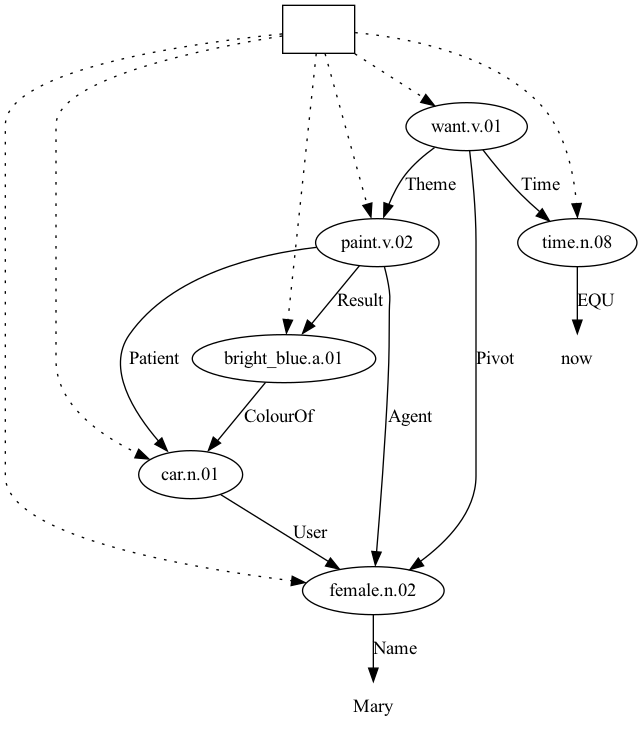 want.v.01
Theme
Time
paint.v.02
time.n.08
Result
EQU
Patient
bright_blue.a.01
Pivot
now
ColourOf
Agent
car.n.01
User
female.n.02
Name
Mary